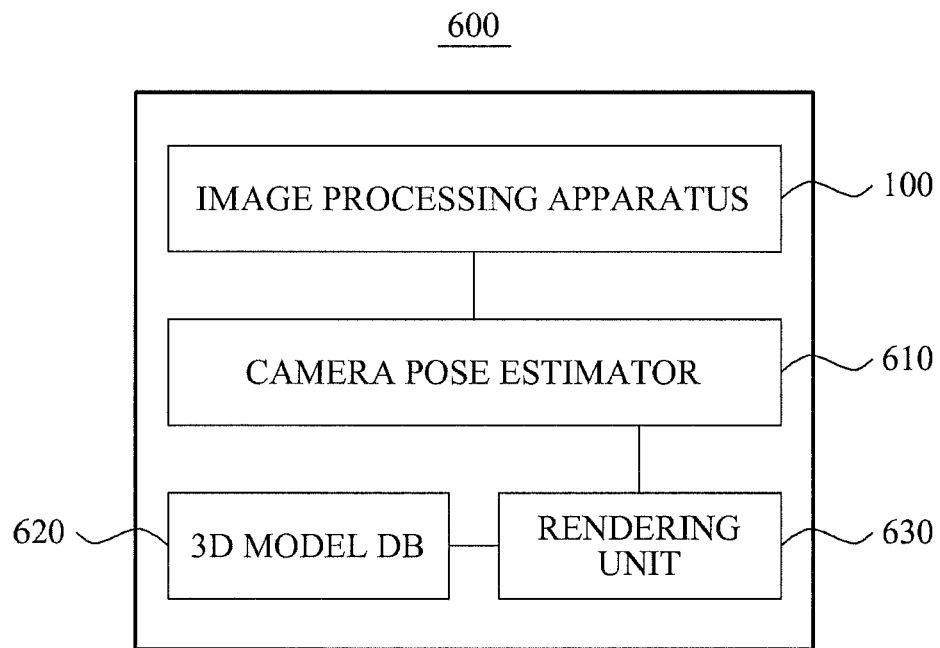 600
IMAGE PROCESSING APPARATUS
100
CAMERA POSE ESTIMATOR
610
620
3D MODEL DB
RENDERING
UNIT
630